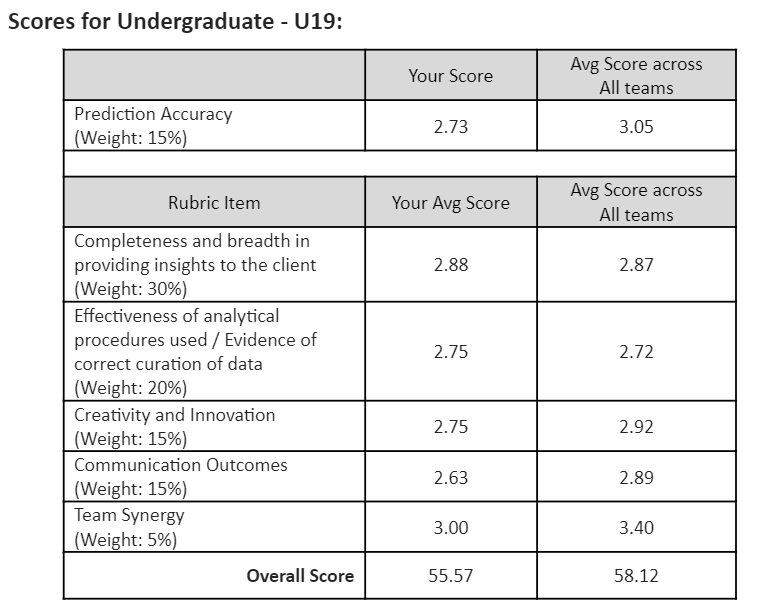 Scores for Undergraduate - U19:
Your Score
Avg Score across
All teams
Prediction Accuracy
(Weight: 15%)
2.73
3.05
Rubric Item
Your Avg Score
Avg Score across
All teams
Completeness and breadth in
providing insights to the client
(Weight: 30%)
2.88
2.87
Effectiveness of analytical
procedures used / Evidence of
correct curation of data
(Weight: 20%)
2.75
2.72
Creativity and Innovation
(Weight: 15%)
2.75
2.92
Communication Outcomes
(Weight: 15%)
2.63
2.89
Team Synergy
(Weight: 5%)
3.00
3.40
Overall Score
55.57
58.12